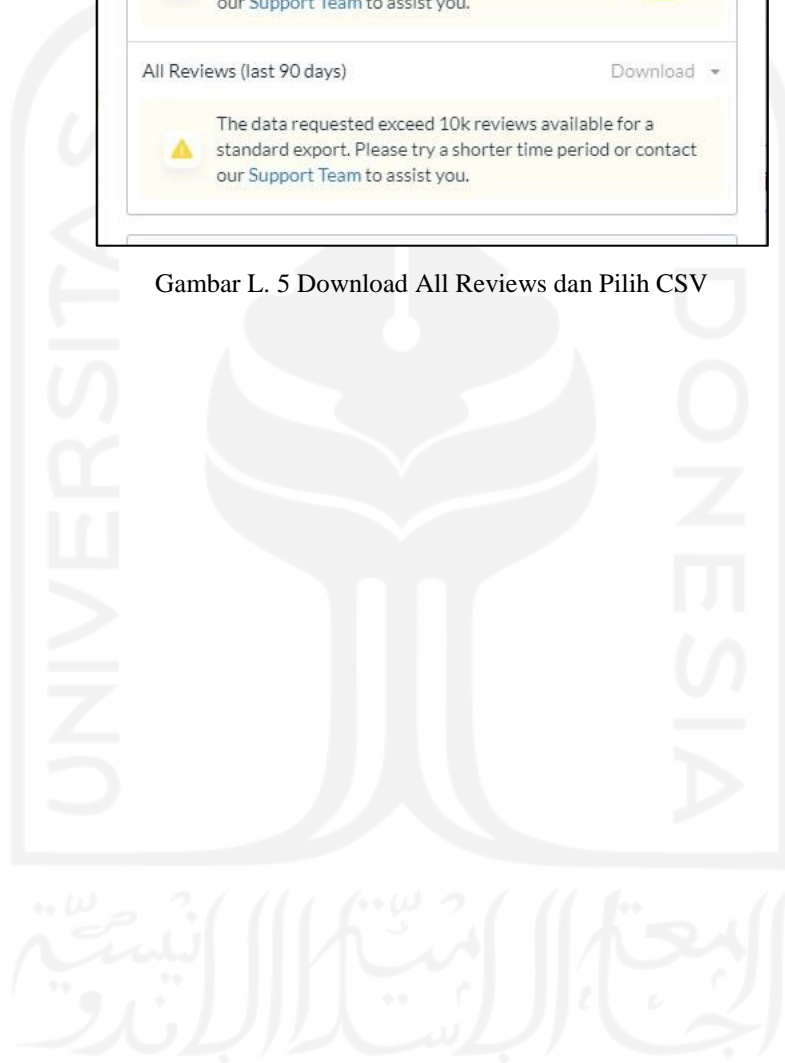 our Support Team to assist you.
All Reviews (last 90 days) Download
The data requested exceed 10k reviews available for a
standard export. Please try a shorter time period or contact
our Support Team to assist you.
Gambar L. 5 Download All Reviews dan Pilih CSV
UNIVERSITAS
DONESIA